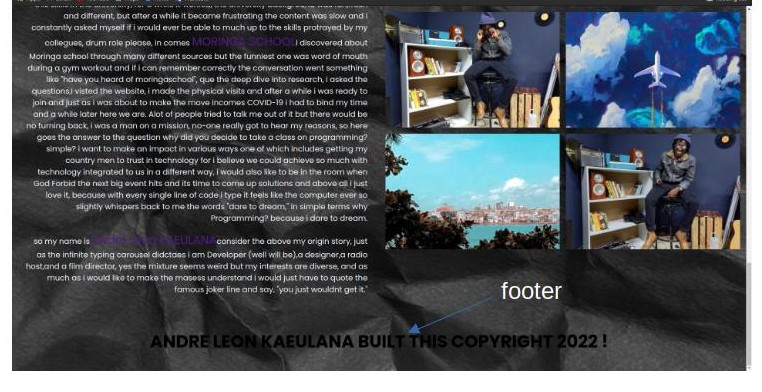 and different, but after a while it became frustrating the content was slow and i
constantly asked myself if i would ever be able to much up to the skills protrayed by my
collegues, drum role please, in comes MORINGA SCHOOL.i discovered about
Moringa school through many different sources but the funniest one was word of mouth
during a gym workout and if i can remember correctly the conversation went something
like "have you heard of moringaschool", que the deep dive into research, i asked the
questions,i visted the website, i made the physical visits and after a while i was ready to
join and just as i was about to make the move incomes COVID-19 i had to bind my time
and a while later here we are. Alot of people tried to talk me out of it but there would be
no turning back, i was a man on a mission, no-one really got to hear my reasons, so here
goes the answer to the question why did you decide to take a class on programming?
simple? i want to make an impact in various ways one of which includes getting my
country men to trust in technology for i believe we could achieve so much with
technology integrated to us in a different way, i would also like to be in the room when
God Forbid the next big event hits and its time to come up solutions and above all i just
love it, because with every single line of code i type it feels like the computer ever so
slightly whispers back to me the words "dare to dream," in simple terms why
Programming? because i dare to dream.
so my name is ANDRE LEON KAEULANA consider the above my origin story, just
as the infinite typing carousel didctaes i am Developer (well will be),a designer,a radio
host,and a film director, yes the mixture seems weird but my interests are diverse, and as
much as i would like to make the masess understand i would just have to quote the
famous joker line and say, "you just wouldnt get it."
footer
ANDRE LEON KAEULANA BUILT THIS COPYRIGHT 2022 !